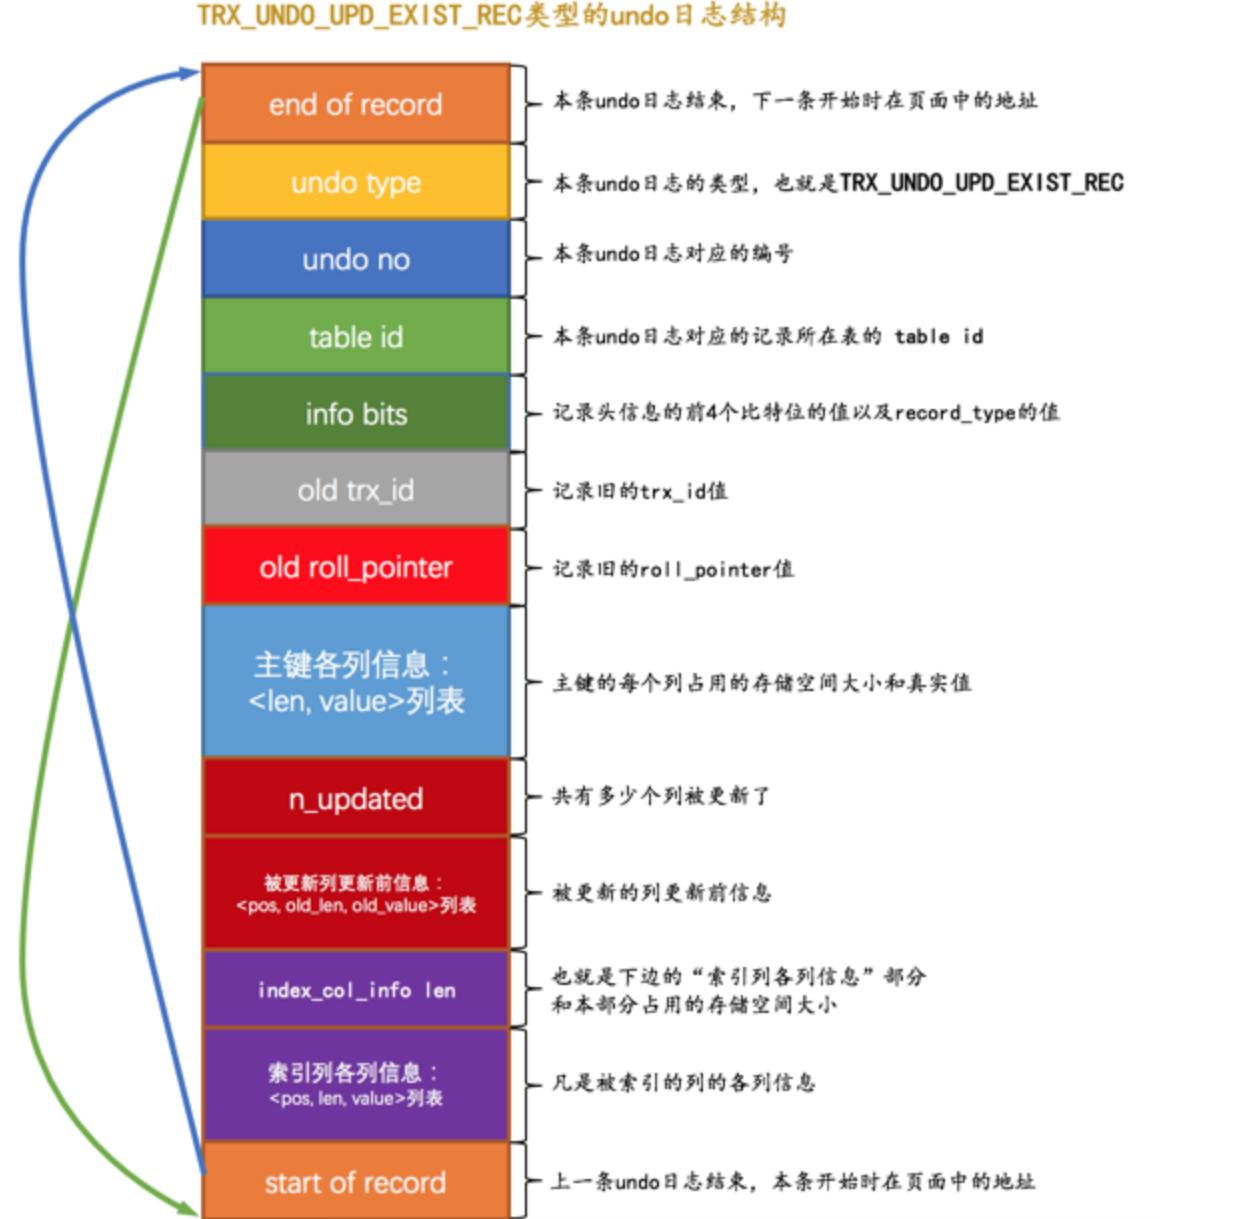 TRX_UNDO_UPD_EXIST_REC类型的undo日志结构
end of record
本条undo日志结束，下一条开始时在页面中的地址
undo type
本条undo日志的类型，也就是TRX_UNDO_UPD_EXIST_REC
undo no
本条undo日志对应的编号
table id
本条undo日志对应的记录所在表的 table id
info bits
记录头信息的前4个比特位的值以及record_type的值
old trx_id
记录旧的trx_id值
old roll_pointer
记录旧的roll_pointer值
主键各列信息：
<len, value>列表
主键的每个列占用的存储空间大小和真实值
n_updated
共有多少个列被更新了
被更新列更新前信息：
<pos, old_len, old_value>列表
被更新的列更新前信息
index_col_info len
也就是下边的“索引列各列信息”部分
和本部分占用的存储空间大小
索引列各列信息：
<pos, len, value>列表
凡是被索引的列的各列信息
start of record
上一条undo日志结束，本条开始时在页面中的地址